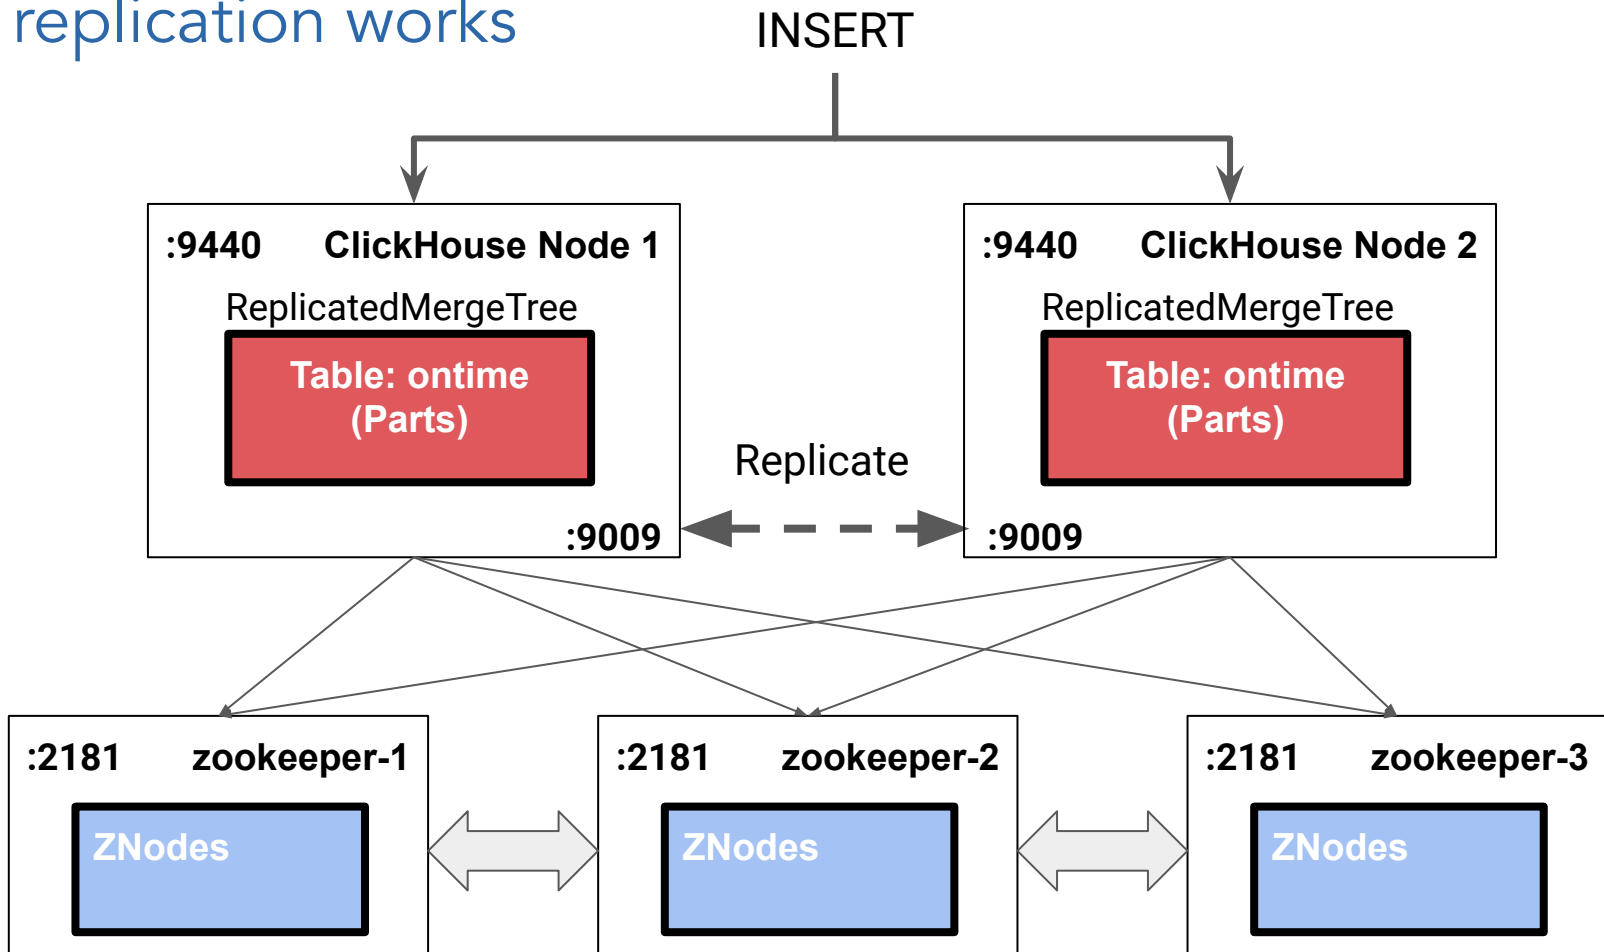 replication works
INSERT
:9440 ClickHouse Node 1
ReplicatedMergeTree
Table: ontime
(Parts)
:9009
Replicate
:9440 ClickHouse Node 2
ReplicatedMergeTree
Table: ontime
(Parts)
:9009
:2181 zookeeper-1
ZNodes
:2181 zookeeper-2
ZNodes
:2181 zookeeper-3
ZNodes